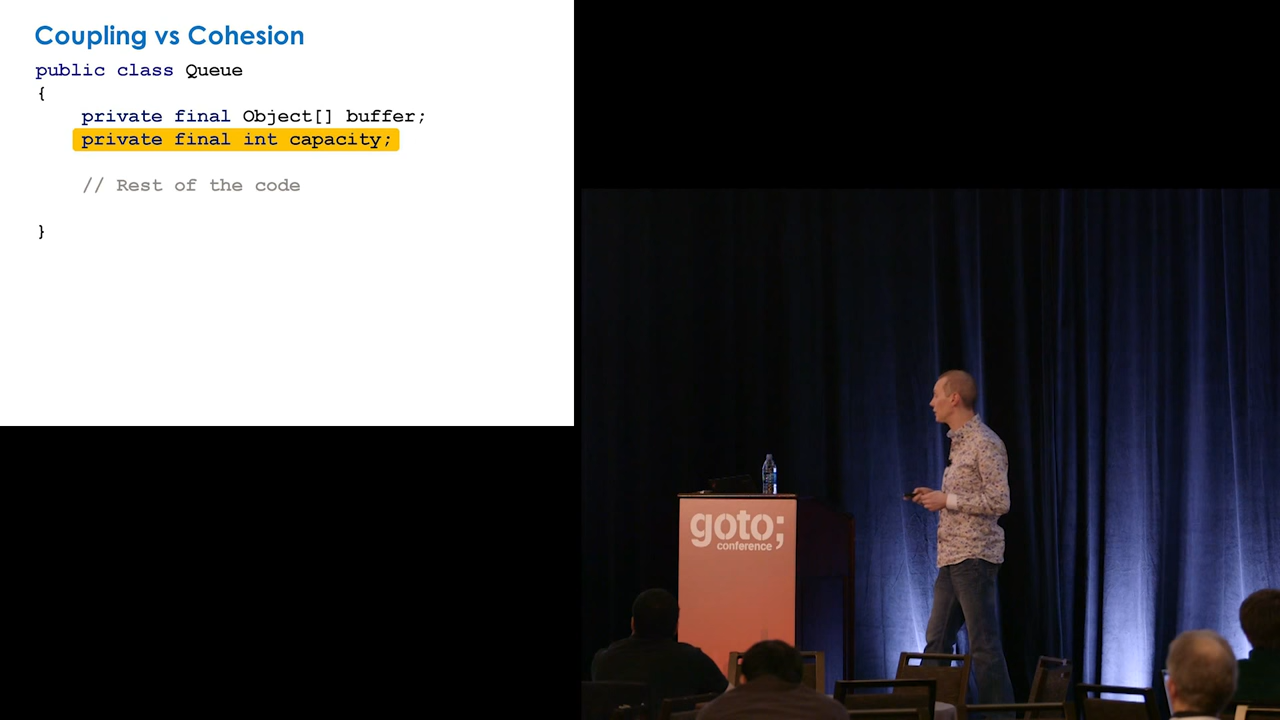 Coupling vs Cohesion
public class Queue
{
    private final Object[] buffer;
    private final int capacity;
    // Rest of the code
}
goto;
conference